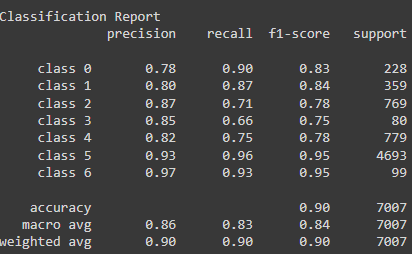 Classification Report
precision recall f1-score support
class 0 0.78 0.90 0.83 228
class 1 0.80 0.87 0.84 359
class 2 0.87 0.71 0.78 769
class 3 0.85 0.66 0.75 80
class 4 0.82 0.75 0.78 779
class 5 0.93 0.96 0.95 4693
class 6 0.97 0.93 0.95 99
accuracy 0.90 7007
macro avg 0.86 0.83 0.84 7007
weighted avg 0.90 0.90 0.90 7007